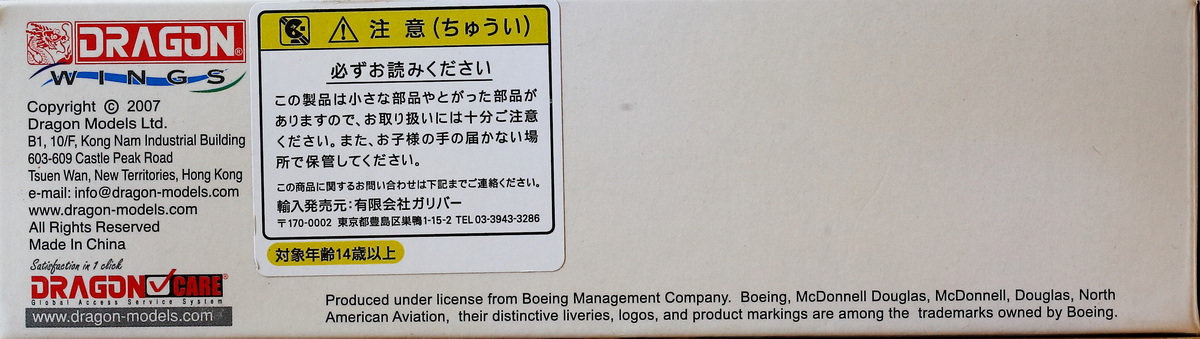 DRAGON®
WINGS
Copyright © 2007
Dragon Models Ltd.
B1, 10/F, Kong Nam Industrial Building
603-609 Castle Peak Road
Tsuen Wan, New Territories, Hong Kong
e-mail: info@dragon-models.com
www.dragon-models.com
All Rights Reserved
Made In China
Satisfaction in 1 click
DRAGON CARE®
Global Access Service System
www.dragon-models.com
注意(ちゅうい)
必ずお読みください
この製品は小さな部品やとがった部品が
ありますので、お取り扱いには十分ご注意
ください。また、お子様の手の届かない場
所で保管してください。
この商品に関するお問い合わせは下記までご連絡ください。
輸入発売元:有限会社ガリバー
〒170-0002 東京都豊島区巣鴨1-15-2 TEL 03-3943-3286
対象年齢14歳以上
Produced under license from Boeing Management Company. Boeing, McDonnell Douglas, McDonnell, Douglas, North
American Aviation, their distinctive liveries, logos, and product markings are among the trademarks owned by Boeing.